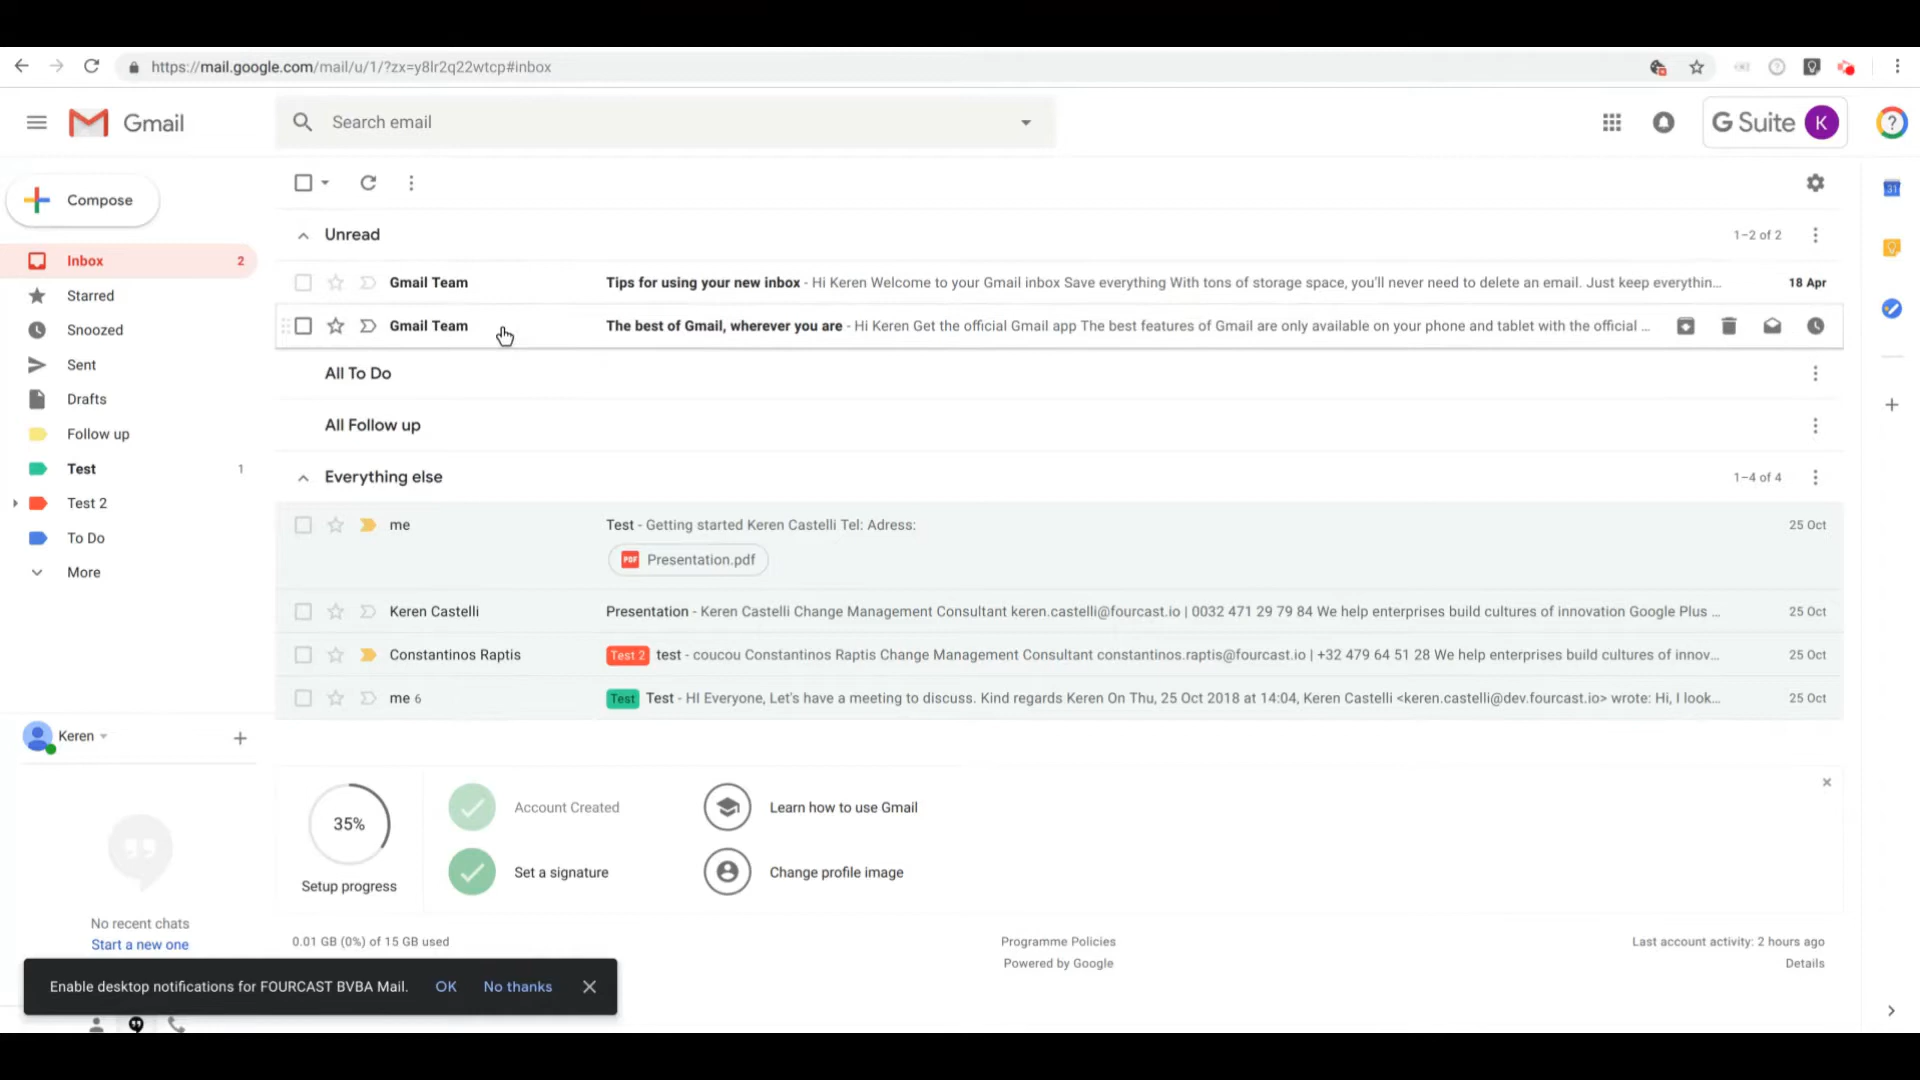 https://mail.google.com/mail/u/1/?zx=y8lr2q22wtcp#inbox
Gmail
Search email
G Suite K
?
Compose
Unread
1–2 of 2
31
Inbox 2
Gmail Team Tips for using your new inbox - Hi Keren Welcome to your Gmail inbox Save everything With tons of storage space, you'll never need to delete an email. Just keep everythin... 18 Apr
Starred
Gmail Team The best of Gmail, wherever you are - Hi Keren Get the official Gmail app The best features of Gmail are only available on your phone and tablet with the official ...
Snoozed
Sent
All To Do
Drafts
All Follow up
Follow up
Test 1
Everything else
1–4 of 4
Test 2
me Test - Getting started Keren Castelli Tel: Adress: 25 Oct
To Do
PDF Presentation.pdf
More
Keren Castelli Presentation - Keren Castelli Change Management Consultant keren.castelli@fourcast.io | 0032 471 29 79 84 We help enterprises build cultures of innovation Google Plus ... 25 Oct
Constantinos Raptis Test 2 test - coucou Constantinos Raptis Change Management Consultant constantinos.raptis@fourcast.io | +32 479 64 51 28 We help enterprises build cultures of innov... 25 Oct
me 6 Test Test - HI Everyone, Let's have a meeting to discuss. Kind regards Keren On Thu, 25 Oct 2018 at 14:04, Keren Castelli <keren.castelli@dev.fourcast.io> wrote: Hi, I look... 25 Oct
Keren
35%
Setup progress
Account Created
Learn how to use Gmail
Set a signature
Change profile image
No recent chats
Start a new one
0.01 GB (0%) of 15 GB used
Programme Policies
Powered by Google
Last account activity: 2 hours ago
Details
Enable desktop notifications for FOURCAST BVBA Mail. OK No thanks